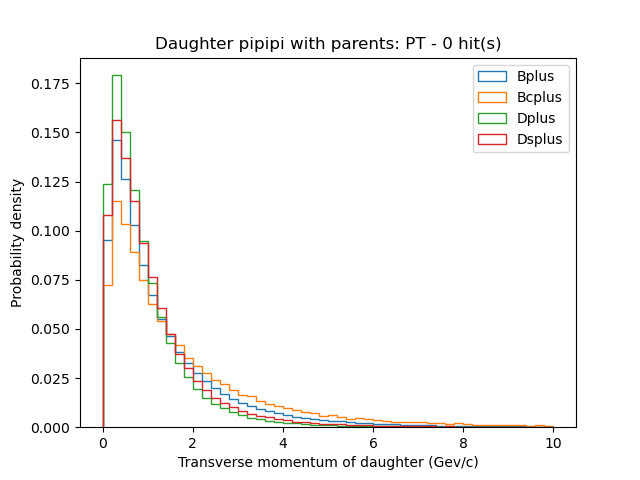 Daughter pipipi with parents: PT - 0 hit(s)
Bplus
Bcplus
Dplus
Dsplus
0.175
0.150
0.125
0.100
0.075
0.050
0.025
0.000
Probability density
0 2 4 6 8 10
Transverse momentum of daughter (Gev/c)